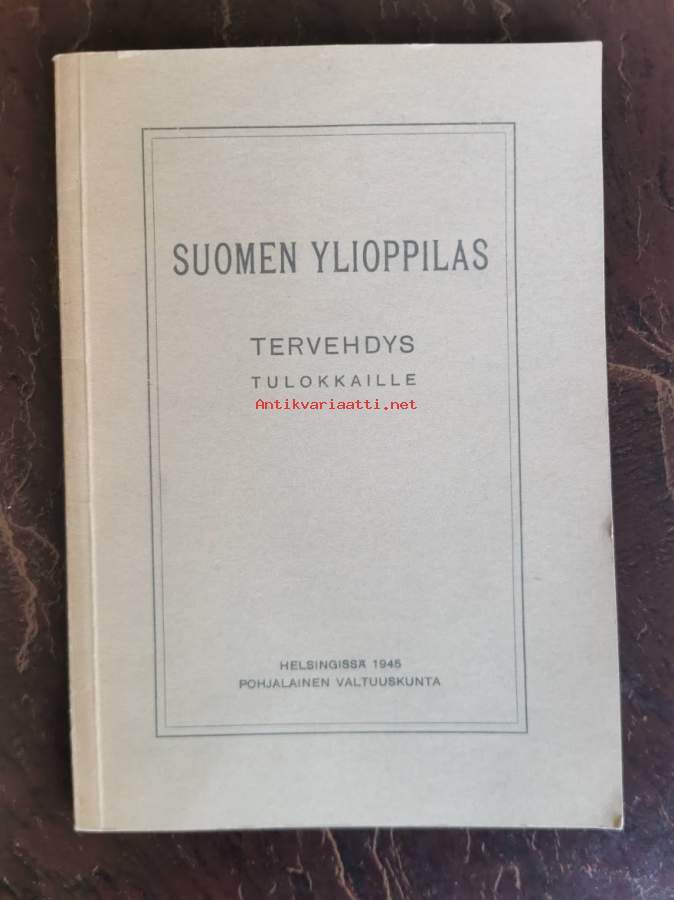 SUOMEN YLIOPPILAS
TERVEHDYS
TULOKKAILLE
Antikvariaatti.net
HELSINGISSÄ 1945
POHJALAINEN VALTUUSKUNTA